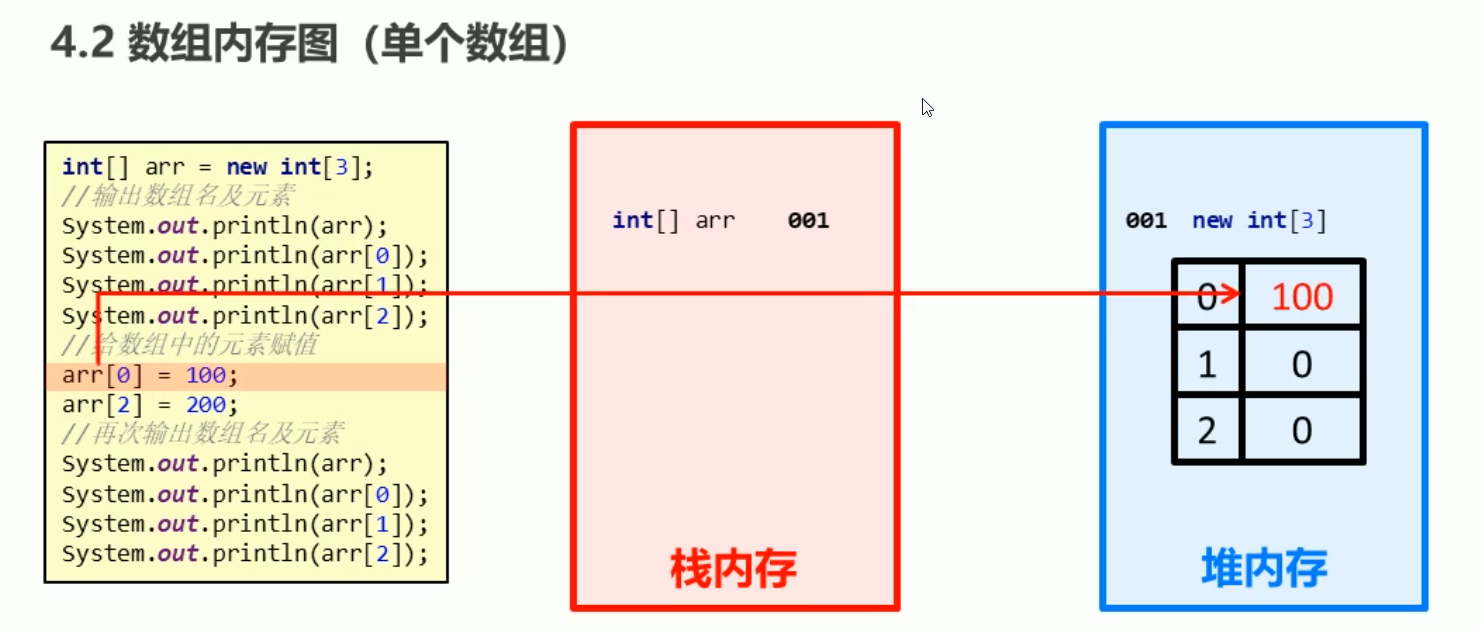 4.2 数组内存图（单个数组）
int[] arr = new int[3];
//输出数组名及元素
System.out.println(arr);
System.out.println(arr[0]);
System.out.println(arr[1]);
System.out.println(arr[2]);
//给数组中的元素赋值
arr[0] = 100;
arr[2] = 200;
//再次输出数组名及元素
System.out.println(arr);
System.out.println(arr[0]);
System.out.println(arr[1]);
System.out.println(arr[2]);
int[] arr 001
栈内存
001 new int[3]
0 100
1 0
2 0
堆内存